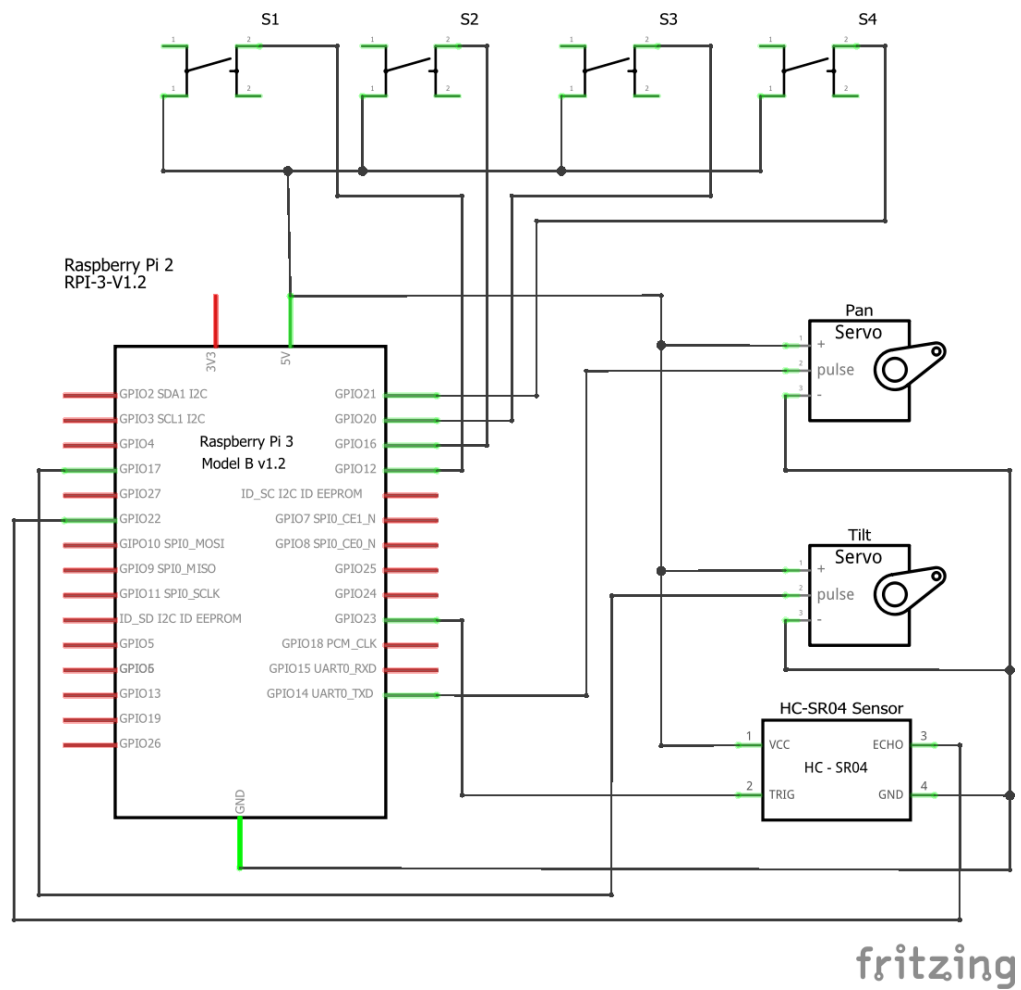 S1
S2
S3
S4
1
2
1
2
1
2
1
2
1
2
1
2
1
2
1
2
Raspberry Pi 2
RPI-3-V1.2
3V3
5V
GPIO2 SDA1 I2C
GPIO3 SCL1 I2C
GPIO4
GPIO17
GPIO27
GPIO22
GIPO10 SPI0_MOSI
GPIO9 SPI0_MISO
GPIO11 SPI0_SCLK
ID_SD I2C ID EEPROM
GPIO5
GPIO6
GPIO13
GPIO19
GPIO26
Raspberry Pi 3
Model B v1.2
GPIO21
GPIO20
GPIO16
GPIO12
ID_SC I2C ID EEPROM
GPIO7 SPI0_CE1_N
GPIO8 SPI0_CE0_N
GPIO25
GPIO24
GPIO23
GPIO18 PCM_CLK
GPIO15 UART0_RXD
GPIO14 UART0_TXD
GND
Pan
Servo
1 +
2 pulse
3 -
Tilt
Servo
1 +
2 pulse
3 -
HC-SR04 Sensor
1 VCC
ECHO 3
HC - SR04
2 TRIG
GND 4
fritzing